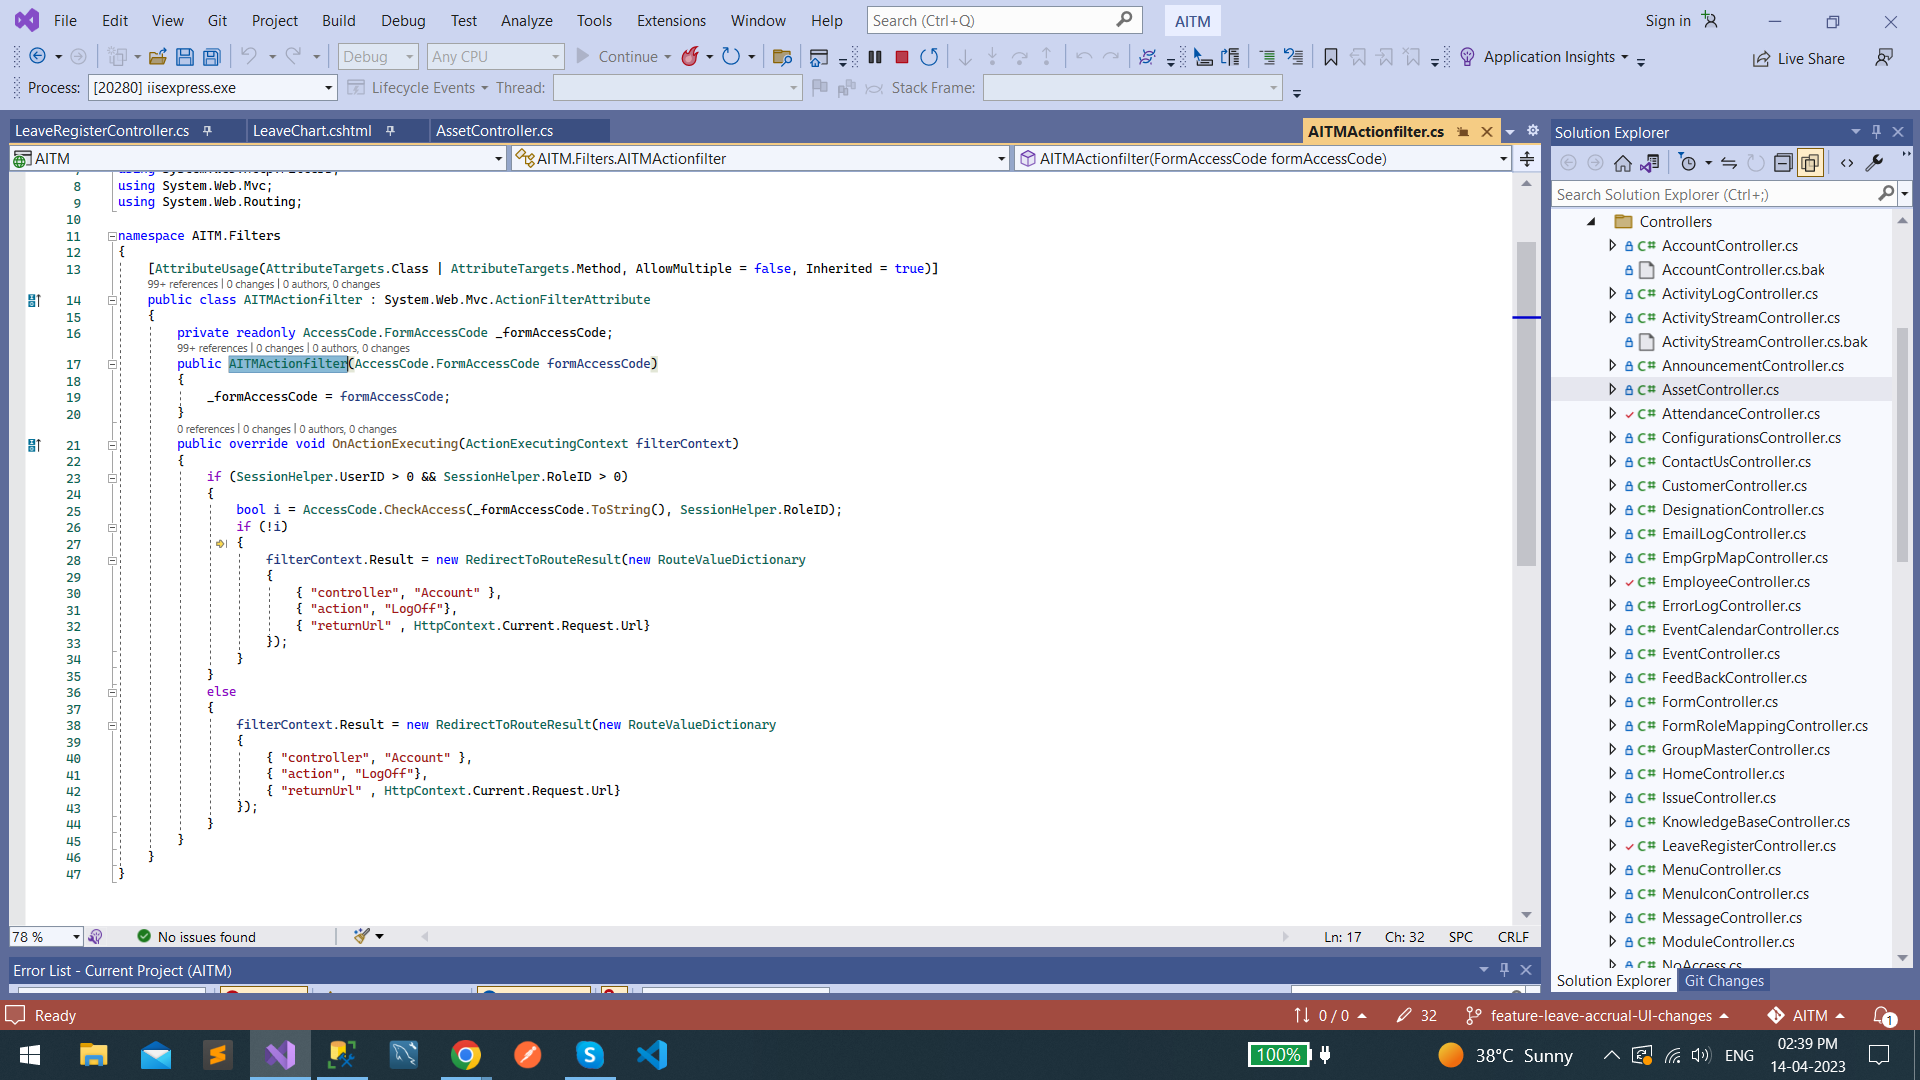 File Edit View Git Project Build Debug Test Analyze Tools Extensions Window Help Search (Ctrl+Q) AITM Sign in
Debug Any CPU Continue Application Insights Live Share
Process: [20280] iisexpress.exe Lifecycle Events Thread: Stack Frame:
LeaveRegisterController.cs LeaveChart.cshtml AssetController.cs AITMActionfilter.cs
AITM AITM.Filters.AITMActionfilter AITMActionfilter(FormAccessCode formAccessCode)
8 using System.Web.Mvc;
9 using System.Web.Routing;
10
11 namespace AITM.Filters
12 {
13 [AttributeUsage(AttributeTargets.Class | AttributeTargets.Method, AllowMultiple = false, Inherited = true)]
99+ references | 0 changes | 0 authors, 0 changes
14 public class AITMActionfilter : System.Web.Mvc.ActionFilterAttribute
15 {
16 private readonly AccessCode.FormAccessCode _formAccessCode;
99+ references | 0 changes | 0 authors, 0 changes
17 public AITMActionfilter(AccessCode.FormAccessCode formAccessCode)
18 {
19 _formAccessCode = formAccessCode;
20 }
0 references | 0 changes | 0 authors, 0 changes
21 public override void OnActionExecuting(ActionExecutingContext filterContext)
22 {
23 if (SessionHelper.UserID > 0 && SessionHelper.RoleID > 0)
24 {
25 bool i = AccessCode.CheckAccess(_formAccessCode.ToString(), SessionHelper.RoleID);
26 if (!i)
27 {
28 filterContext.Result = new RedirectToRouteResult(new RouteValueDictionary
29 {
30 { "controller", "Account" },
31 { "action", "LogOff"},
32 { "returnUrl" , HttpContext.Current.Request.Url}
33 });
34 }
35 }
36 else
37 {
38 filterContext.Result = new RedirectToRouteResult(new RouteValueDictionary
39 {
40 { "controller", "Account" },
41 { "action", "LogOff"},
42 { "returnUrl" , HttpContext.Current.Request.Url}
43 });
44 }
45 }
46 }
47 }
78 % No issues found Ln: 17 Ch: 32 SPC CRLF
Error List - Current Project (AITM)
Solution Explorer
Search Solution Explorer (Ctrl+;)
Controllers
C# AccountController.cs
AccountController.cs.bak
C# ActivityLogController.cs
C# ActivityStreamController.cs
ActivityStreamController.cs.bak
C# AnnouncementController.cs
C# AssetController.cs
C# AttendanceController.cs
C# ConfigurationsController.cs
C# ContactUsController.cs
C# CustomerController.cs
C# DesignationController.cs
C# EmailLogController.cs
C# EmpGrpMapController.cs
C# EmployeeController.cs
C# ErrorLogController.cs
C# EventCalendarController.cs
C# EventController.cs
C# FeedBackController.cs
C# FormController.cs
C# FormRoleMappingController.cs
C# GroupMasterController.cs
C# HomeController.cs
C# IssueController.cs
C# KnowledgeBaseController.cs
C# LeaveRegisterController.cs
C# MenuController.cs
C# MenuIconController.cs
C# MessageController.cs
C# ModuleController.cs
C# NoAccess.cs
Solution Explorer Git Changes
Ready 0 / 0 32 feature-leave-accrual-UI-changes AITM 1
100% 38°C Sunny ENG 02:39 PM
14-04-2023